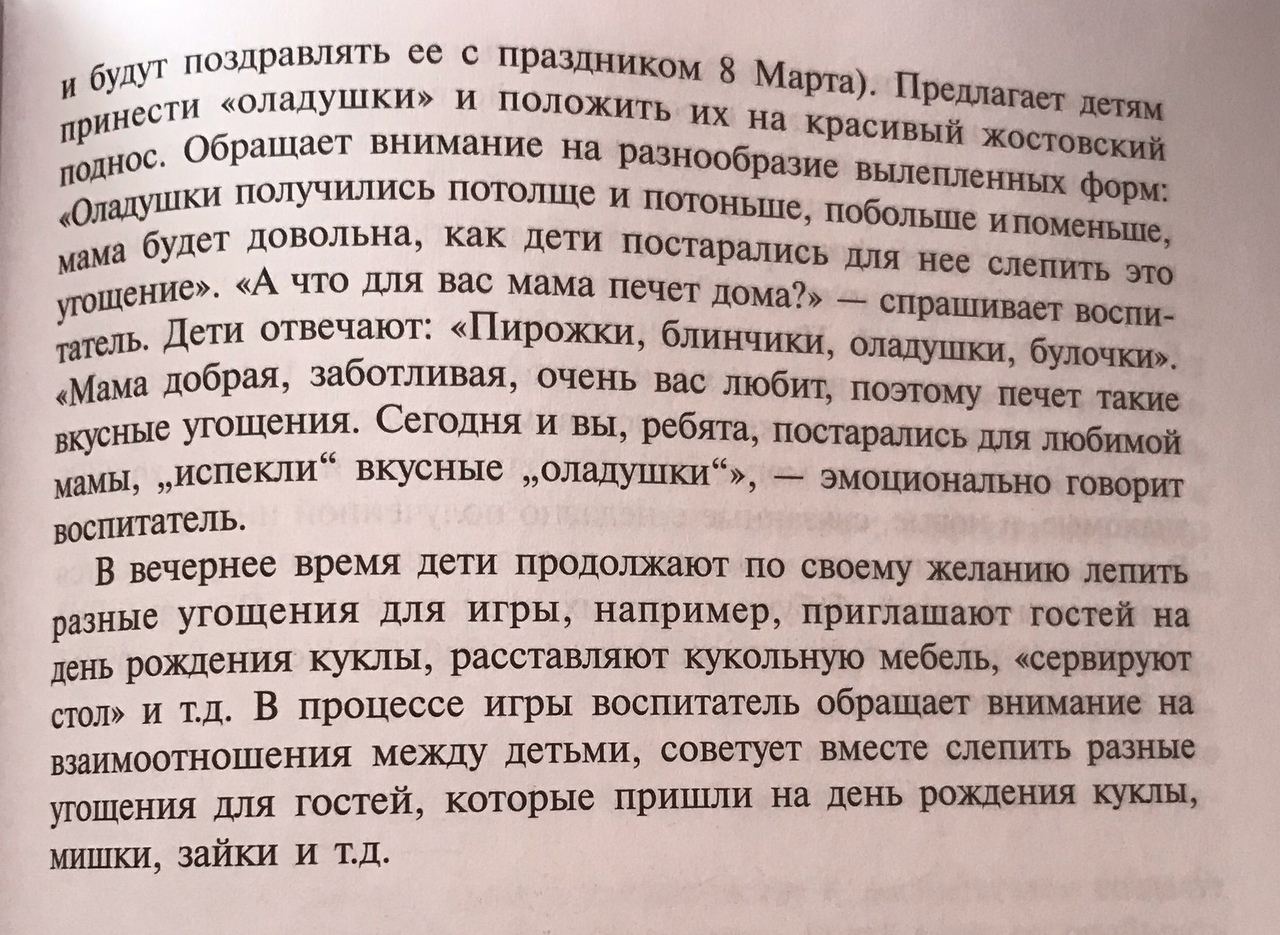 и будут поздравлять ее с праздником 8 Марта). Предлагает детям
принести «оладушки» и положить их на красивый жостовский
поднос. Обращает внимание на разнообразие вылепленных форм:
«Оладушки получились потолще и потоньше, побольше и поменьше,
мама будет довольна, как дети постарались для нее слепить это
угощение». «А что для вас мама печет дома?» — спрашивает воспи-
татель. Дети отвечают: «Пирожки, блинчики, оладушки, булочки».
«Мама добрая, заботливая, очень вас любит, поэтому печет такие
вкусные угощения. Сегодня и вы, ребята, постарались для любимой
мамы, „испекли“ вкусные „оладушки“», — эмоционально говорит
воспитатель.
В вечернее время дети продолжают по своему желанию лепить
разные угощения для игры, например, приглашают гостей на
день рождения куклы, расставляют кукольную мебель, «сервируют
стол» и т.д. В процессе игры воспитатель обращает внимание на
взаимоотношения между детьми, советует вместе слепить разные
угощения для гостей, которые пришли на день рождения куклы,
мишки, зайки и т.д.